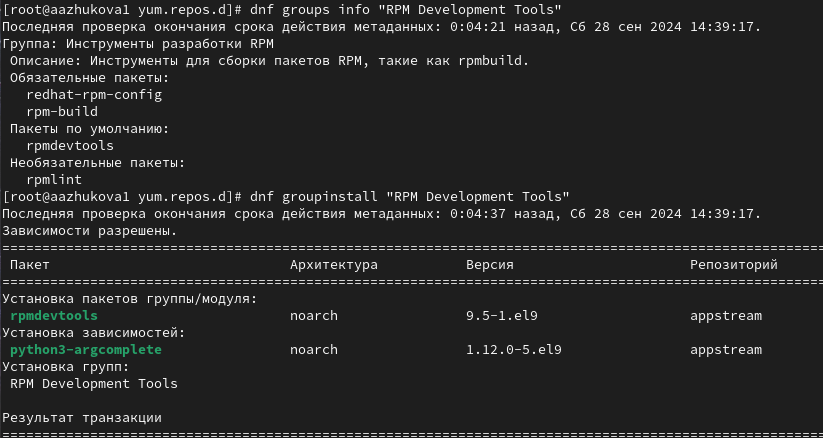 [root@aazhukova1 yum.repos.d]# dnf groups info "RPM Development Tools"
Последняя проверка окончания срока действия метаданных: 0:04:21 назад, Сб 28 сен 2024 14:39:17.
Группа: Инструменты разработки RPM
Описание: Инструменты для сборки пакетов RPM, такие как rpmbuild.
Обязательные пакеты:
redhat-rpm-config
rpm-build
Пакеты по умолчанию:
rpmdevtools
Необязательные пакеты:
rpmlint
[root@aazhukova1 yum.repos.d]# dnf groupinstall "RPM Development Tools"
Последняя проверка окончания срока действия метаданных: 0:04:37 назад, Сб 28 сен 2024 14:39:17.
Зависимости разрешены.
================================================================================
Пакет Архитектура Версия Репозиторий
================================================================================
Установка пакетов группы/модуля:
rpmdevtools noarch 9.5-1.el9 appstream
Установка зависимостей:
python3-argcomplete noarch 1.12.0-5.el9 appstream
Установка групп:
RPM Development Tools
Результат транзакции
================================================================================